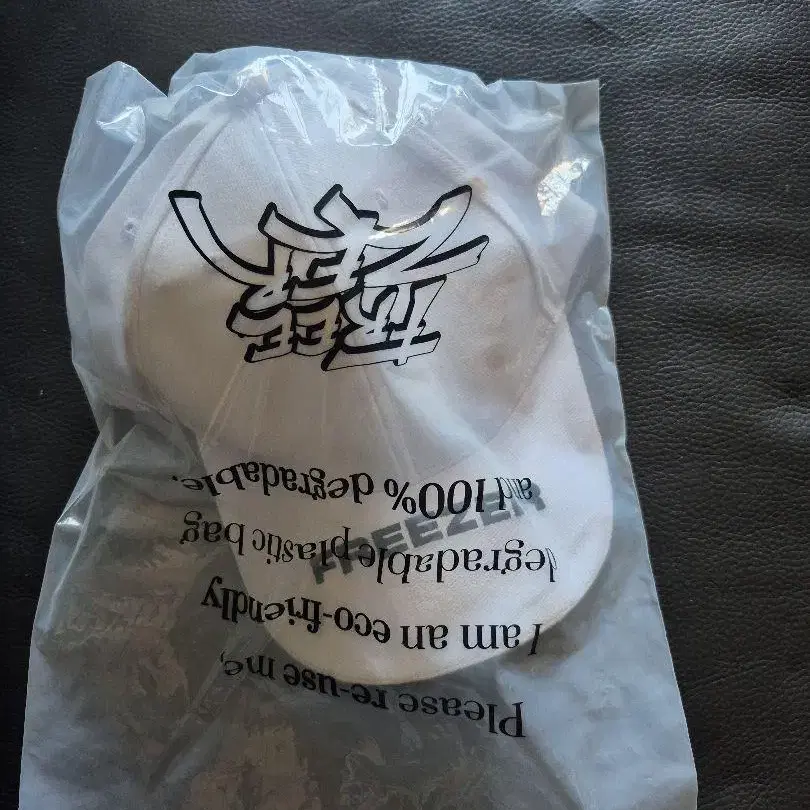 Please re-use me,
I am an eco-friendly
degradable plastic bag
and 100% degradable.
FREEZER